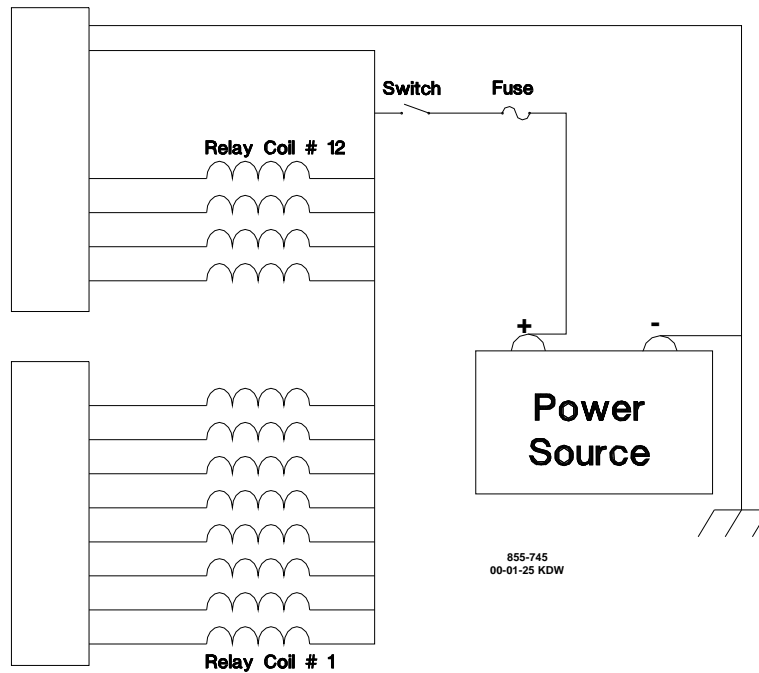 Switch
Fuse
Relay Coil # 12
+
-
Power
Source
855-745
00-01-25 KDW
Relay Coil # 1